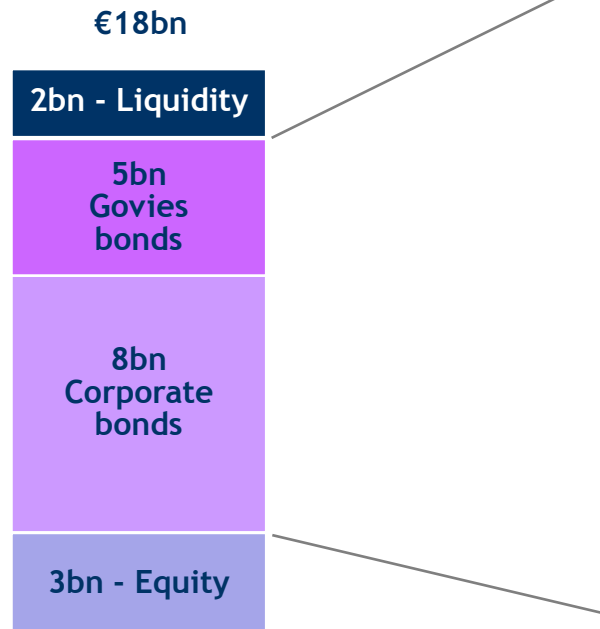 €18bn
2bn - Liquidity
5bn
Govies
bonds
8bn
Corporate
bonds
3bn - Equity